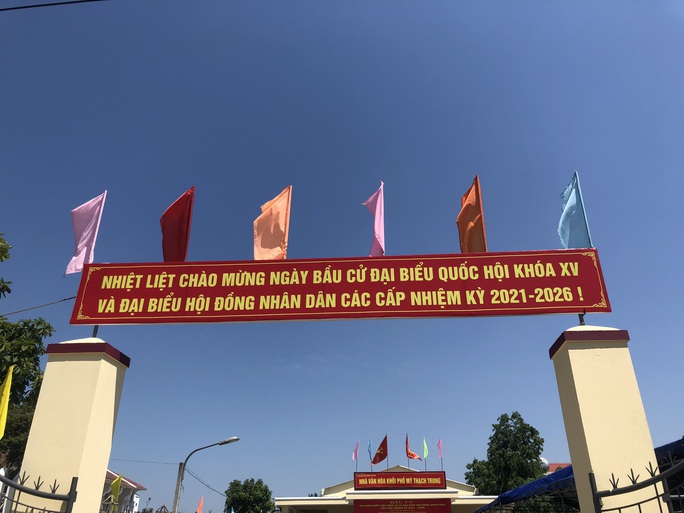 NHIỆT LIỆT CHÀO MỪNG NGÀY BẦU CỬ ĐẠI BIỂU QUỐC HỘI KHÓA XV
VÀ ĐẠI BIỂU HỘI ĐỒNG NHÂN DÂN CÁC CẤP NHIỆM KỲ 2021-2026 !
NHÀ VĂN HÓA KHỐI PHỐ MỸ THẠCH TRUNG